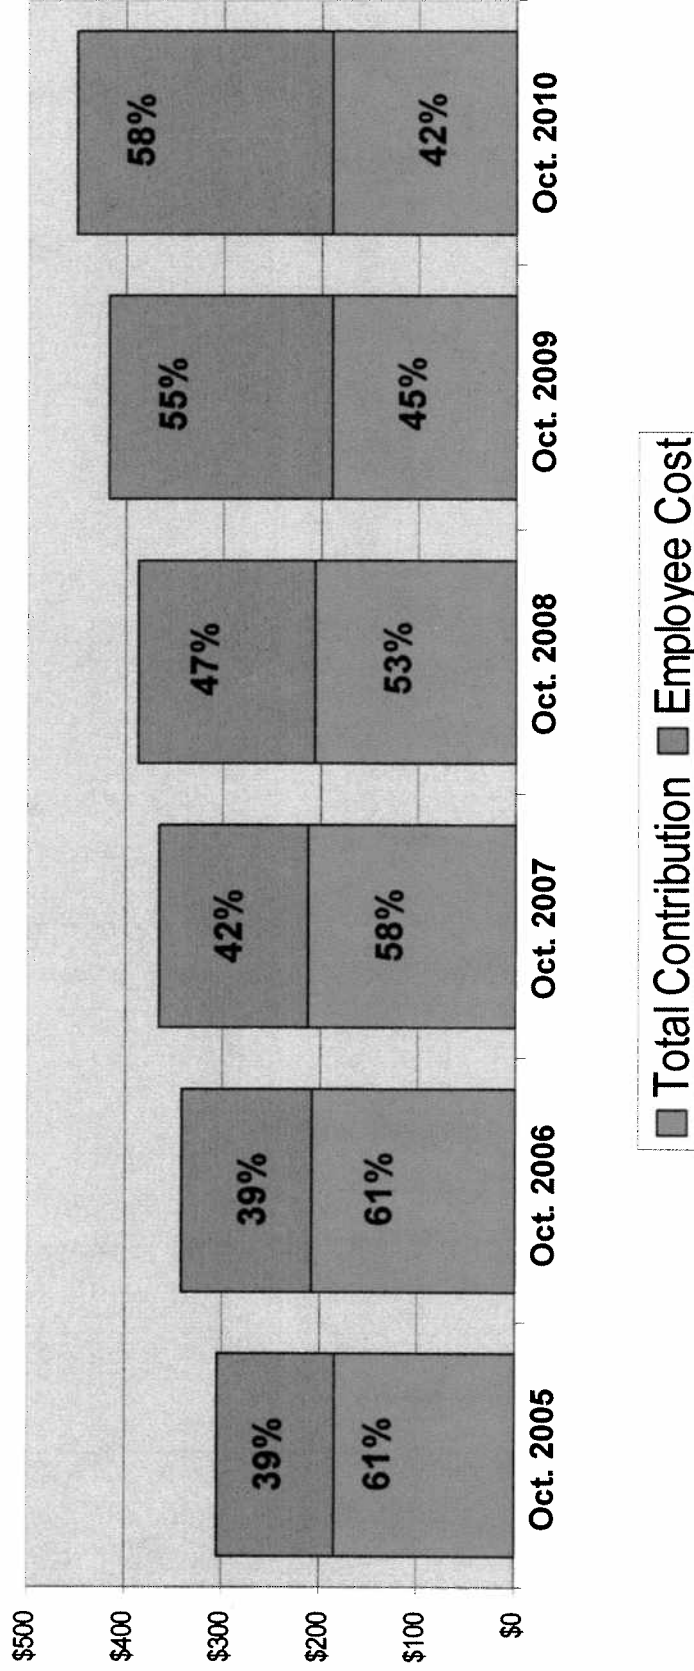 $500
$400
$300
$200
$100
$0
39%
61%
39%
61%
42%
58%
47%
53%
55%
45%
58%
42%
Oct. 2005
Oct. 2006
Oct. 2007
Oct. 2008
Oct. 2009
Oct. 2010
Total Contribution Employee Cost